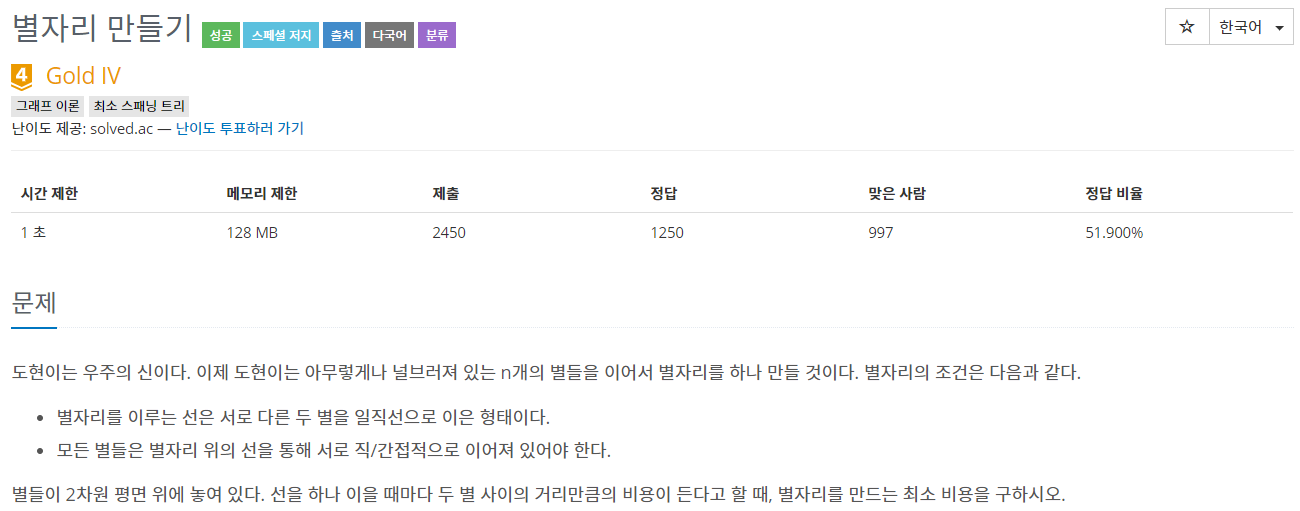 별자리 만들기 성공 스페셜 저지 출처 다국어 분류 ☆ 한국어
4 Gold IV
그래프 이론 최소 스패닝 트리
난이도 제공: solved.ac — 난이도 투표하러 가기
시간 제한 메모리 제한 제출 정답 맞은 사람 정답 비율
1 초 128 MB 2450 1250 997 51.900%
문제
도현이는 우주의 신이다. 이제 도현이는 아무렇게나 널브러져 있는 n개의 별들을 이어서 별자리를 하나 만들 것이다. 별자리의 조건은 다음과 같다.
• 별자리를 이루는 선은 서로 다른 두 별을 일직선으로 이은 형태이다.
• 모든 별들은 별자리 위의 선을 통해 서로 직/간접적으로 이어져 있어야 한다.
별들이 2차원 평면 위에 놓여 있다. 선을 하나 이을 때마다 두 별 사이의 거리만큼의 비용이 든다고 할 때, 별자리를 만드는 최소 비용을 구하시오.